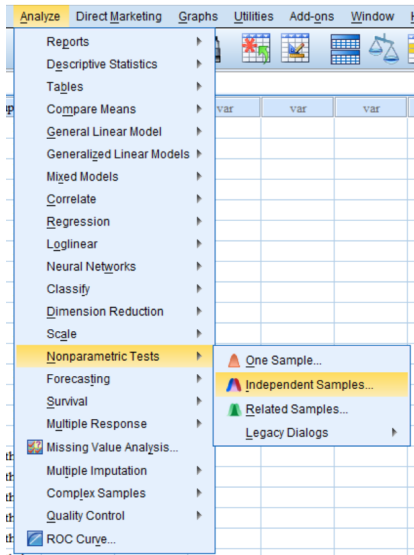 Analyze Direct Marketing Graphs Utilities Add-ons Window
Reports
Descriptive Statistics
Tables
Compare Means
var var var
General Linear Model
Generalized Linear Models
Mixed Models
Correlate
Regression
Loglinear
Neural Networks
Classify
Dimension Reduction
Scale
Nonparametric Tests
One Sample...
Forecasting
Independent Samples...
Survival
Related Samples...
Multiple Response
Legacy Dialogs
Missing Value Analysis...
Multiple Imputation
Complex Samples
Quality Control
ROC Curve...